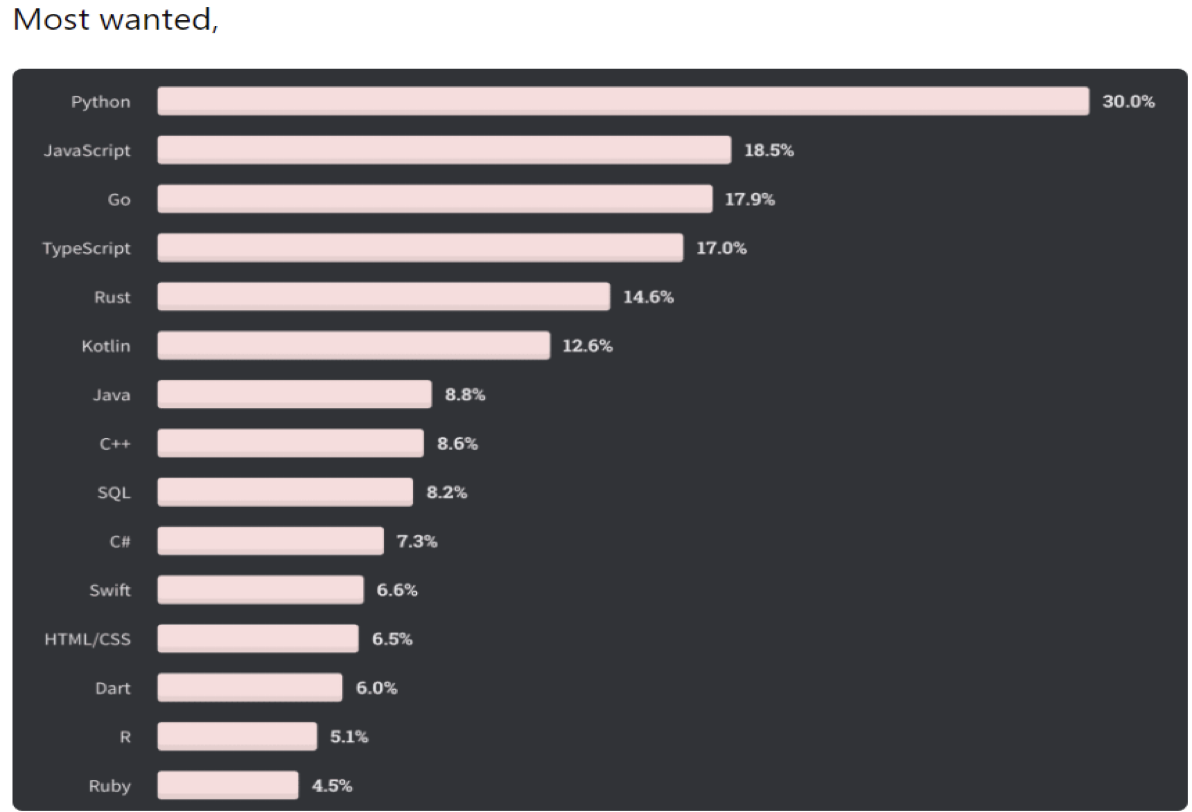 Most wanted,
Python 30.0%
JavaScript 18.5%
Go 17.9%
TypeScript 17.0%
Rust 14.6%
Kotlin 12.6%
Java 8.8%
C++ 8.6%
SQL 8.2%
C# 7.3%
Swift 6.6%
HTML/CSS 6.5%
Dart 6.0%
R 5.1%
Ruby 4.5%